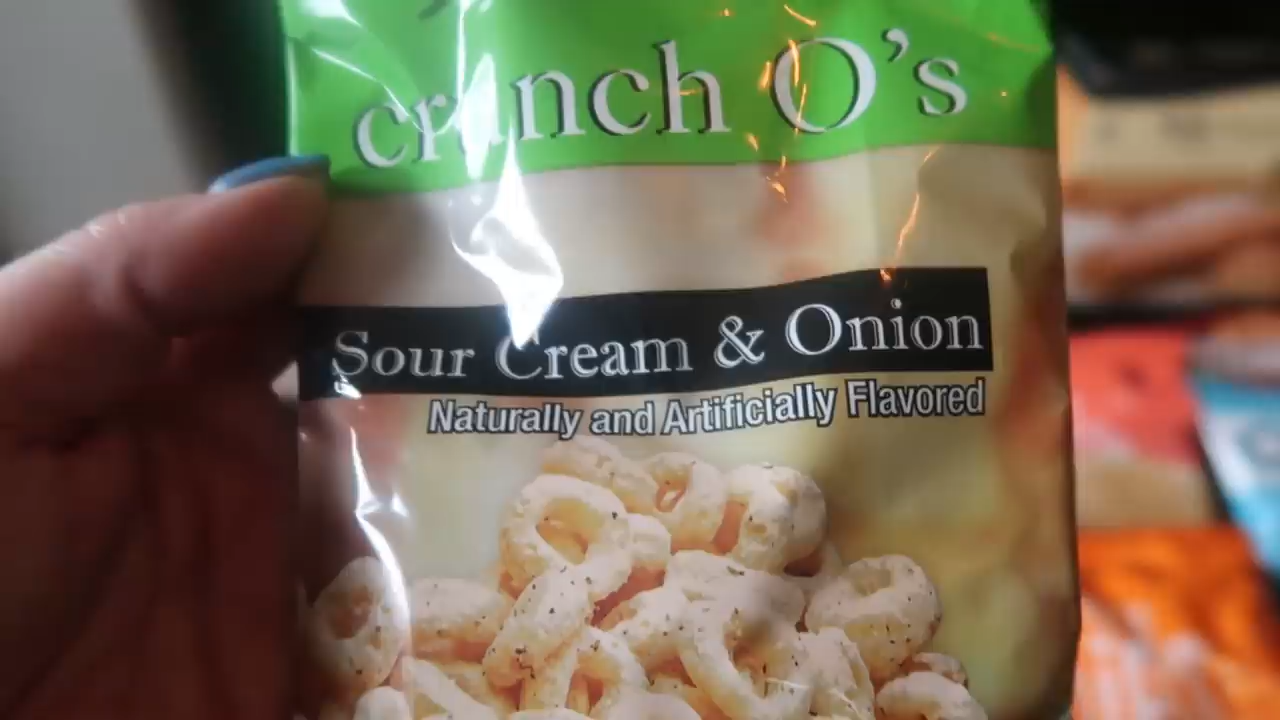 crunch O's
Sour Cream & Onion
Naturally and Artificially Flavored